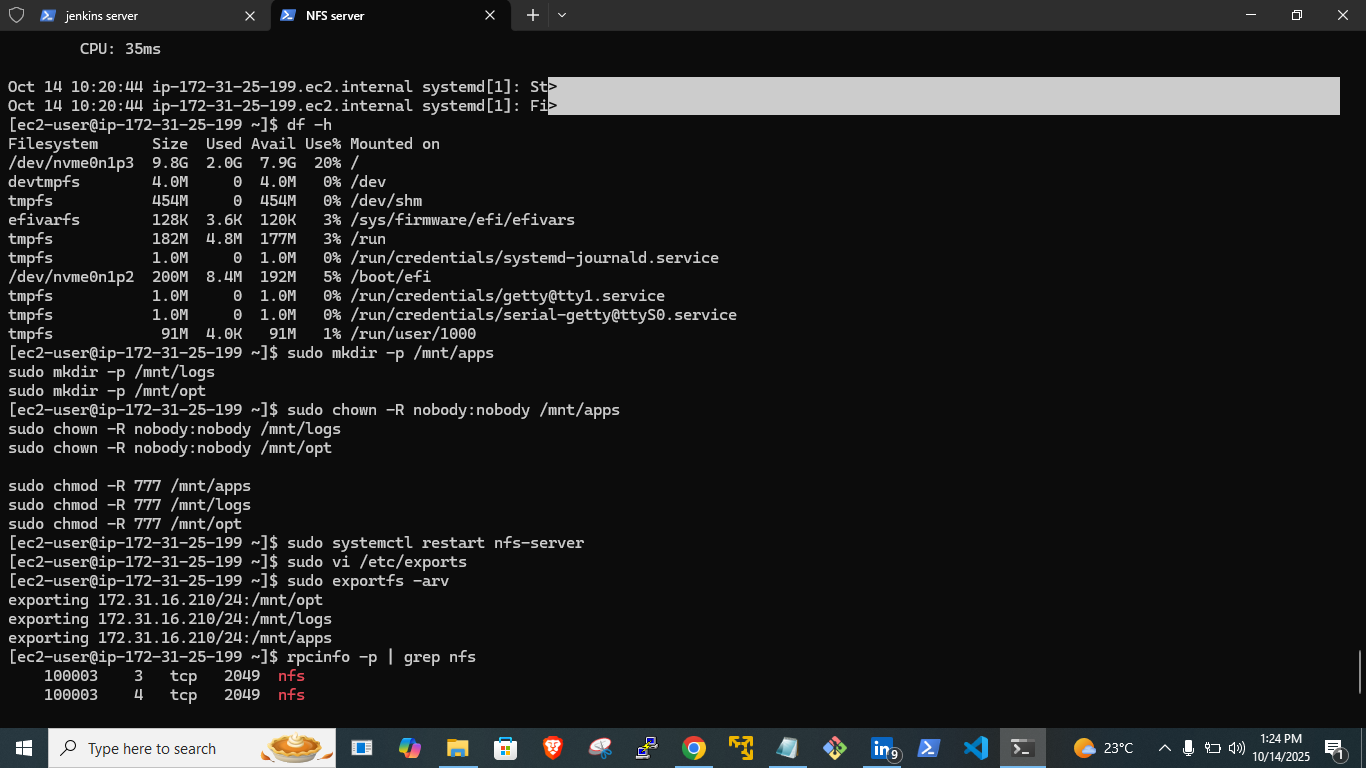 jenkins server
NFS server
CPU: 35ms
Oct 14 10:20:44 ip-172-31-25-199.ec2.internal systemd[1]: St>
Oct 14 10:20:44 ip-172-31-25-199.ec2.internal systemd[1]: Fi>
[ec2-user@ip-172-31-25-199 ~]$ df -h
Filesystem      Size  Used Avail Use% Mounted on
/dev/nvme0n1p3  9.8G  2.0G  7.9G  20% /
devtmpfs        4.0M     0  4.0M   0% /dev
tmpfs           454M     0  454M   0% /dev/shm
efivarfs        128K  3.6K  120K   3% /sys/firmware/efi/efivars
tmpfs           182M  4.8M  177M   3% /run
tmpfs           1.0M     0  1.0M   0% /run/credentials/systemd-journald.service
/dev/nvme0n1p2  200M  8.4M  192M   5% /boot/efi
tmpfs           1.0M     0  1.0M   0% /run/credentials/getty@tty1.service
tmpfs           1.0M     0  1.0M   0% /run/credentials/serial-getty@ttyS0.service
tmpfs            91M  4.0K   91M   1% /run/user/1000
[ec2-user@ip-172-31-25-199 ~]$ sudo mkdir -p /mnt/apps
sudo mkdir -p /mnt/logs
sudo mkdir -p /mnt/opt
[ec2-user@ip-172-31-25-199 ~]$ sudo chown -R nobody:nobody /mnt/apps
sudo chown -R nobody:nobody /mnt/logs
sudo chown -R nobody:nobody /mnt/opt
sudo chmod -R 777 /mnt/apps
sudo chmod -R 777 /mnt/logs
sudo chmod -R 777 /mnt/opt
[ec2-user@ip-172-31-25-199 ~]$ sudo systemctl restart nfs-server
[ec2-user@ip-172-31-25-199 ~]$ sudo vi /etc/exports
[ec2-user@ip-172-31-25-199 ~]$ sudo exportfs -arv
exporting 172.31.16.210/24:/mnt/opt
exporting 172.31.16.210/24:/mnt/logs
exporting 172.31.16.210/24:/mnt/apps
[ec2-user@ip-172-31-25-199 ~]$ rpcinfo -p | grep nfs
    100003    3   tcp   2049  nfs
    100003    4   tcp   2049  nfs
Type here to search
in 9
23°C
1:24 PM
10/14/2025
1